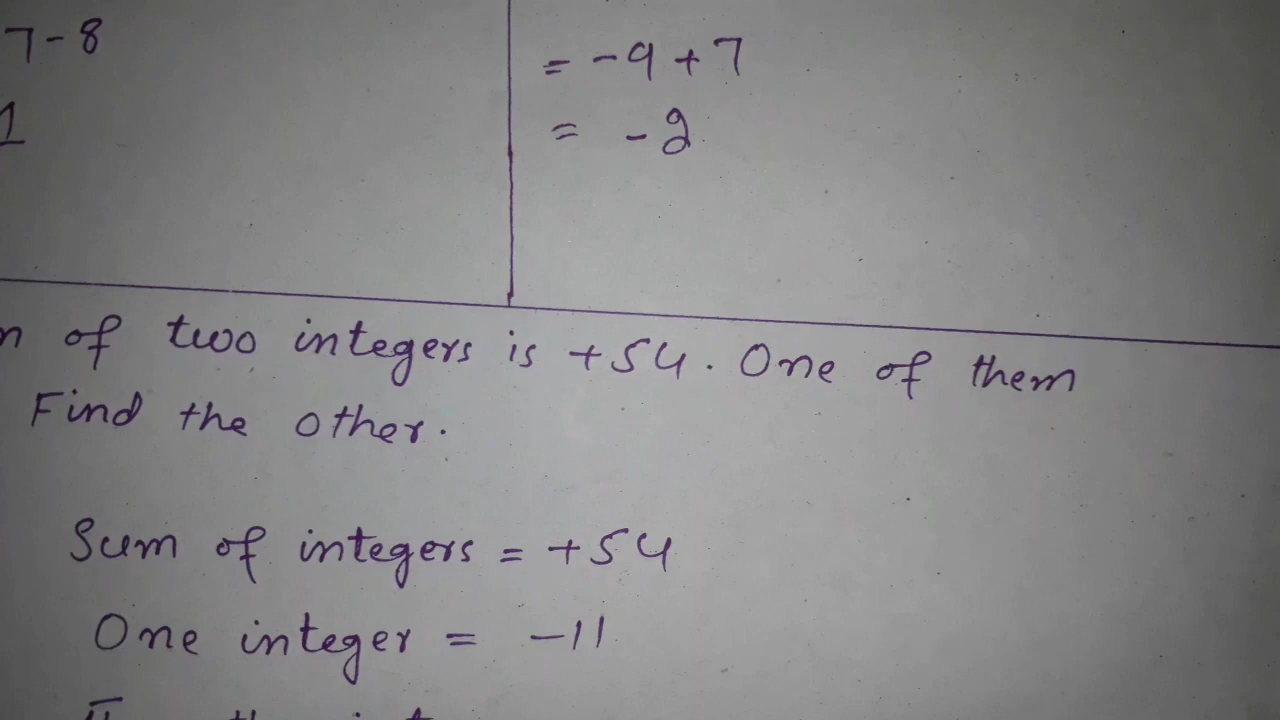 7-8
1
= -9 + 7
= -2
of two integers is +54. One of them
Find the other.
Sum of integers = +54
One integer = -11